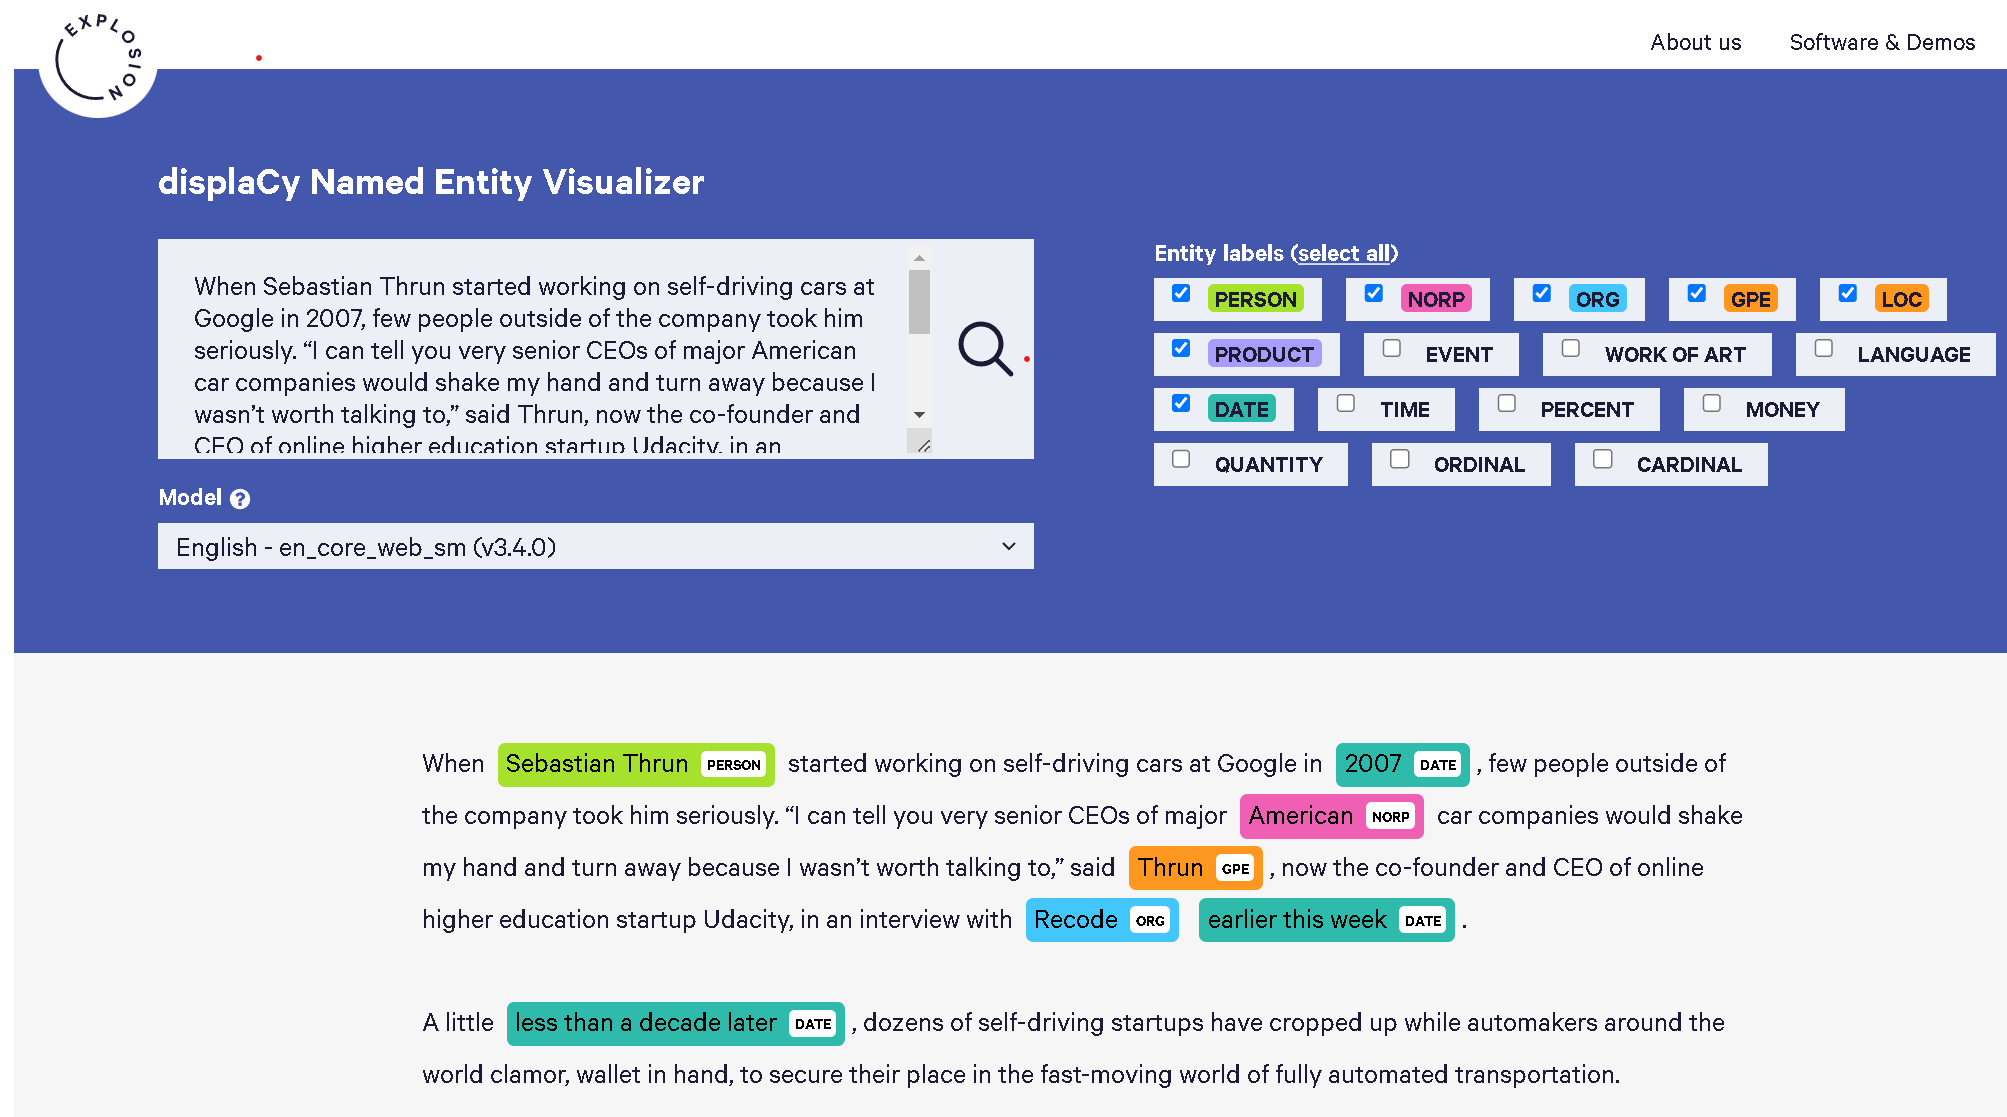 EXPLOSION
About us Software & Demos
displaCy Named Entity Visualizer
When Sebastian Thrun started working on self-driving cars at
Google in 2007, few people outside of the company took him
seriously. “I can tell you very senior CEOs of major American
car companies would shake my hand and turn away because I
wasn’t worth talking to,” said Thrun, now the co-founder and
CEO of online higher education startup Udacity, in an
Model ?
English - en_core_web_sm (v3.4.0)
Entity labels (select all)
PERSON NORP ORG GPE LOC
PRODUCT EVENT WORK OF ART LANGUAGE
DATE TIME PERCENT MONEY
QUANTITY ORDINAL CARDINAL
When Sebastian Thrun PERSON started working on self-driving cars at Google in 2007 DATE , few people outside of
the company took him seriously. “I can tell you very senior CEOs of major American NORP car companies would shake
my hand and turn away because I wasn’t worth talking to,” said Thrun GPE , now the co-founder and CEO of online
higher education startup Udacity, in an interview with Recode ORG earlier this week DATE .
A little less than a decade later DATE , dozens of self-driving startups have cropped up while automakers around the
world clamor, wallet in hand, to secure their place in the fast-moving world of fully automated transportation.